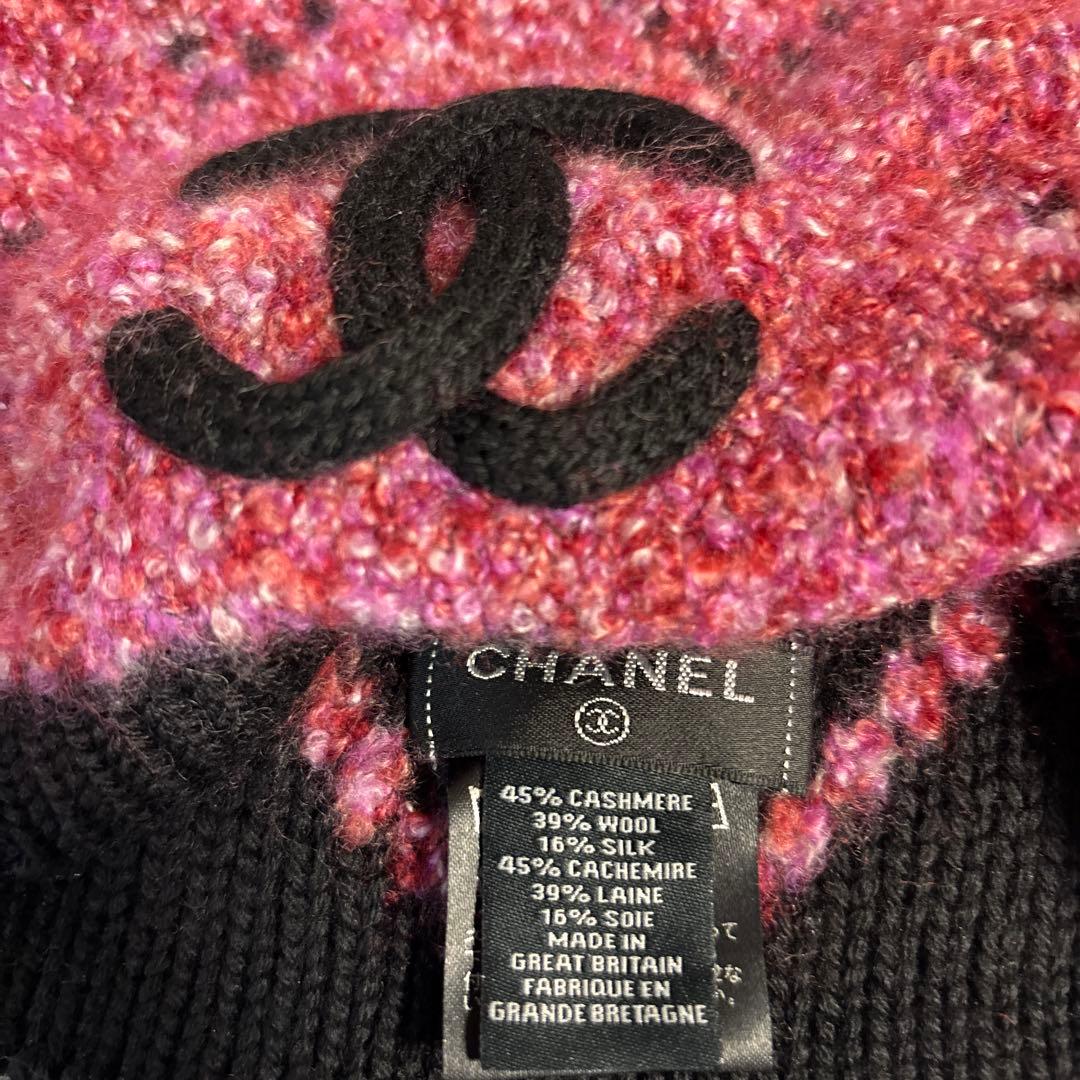 CHANEL
45% CASHMERE
39% WOOL
16% SILK
45% CACHEMIRE
39% LAINE
16% SOIE
MADE IN
GREAT BRITAIN
FABRIQUE EN
GRANDE BRETAGNE